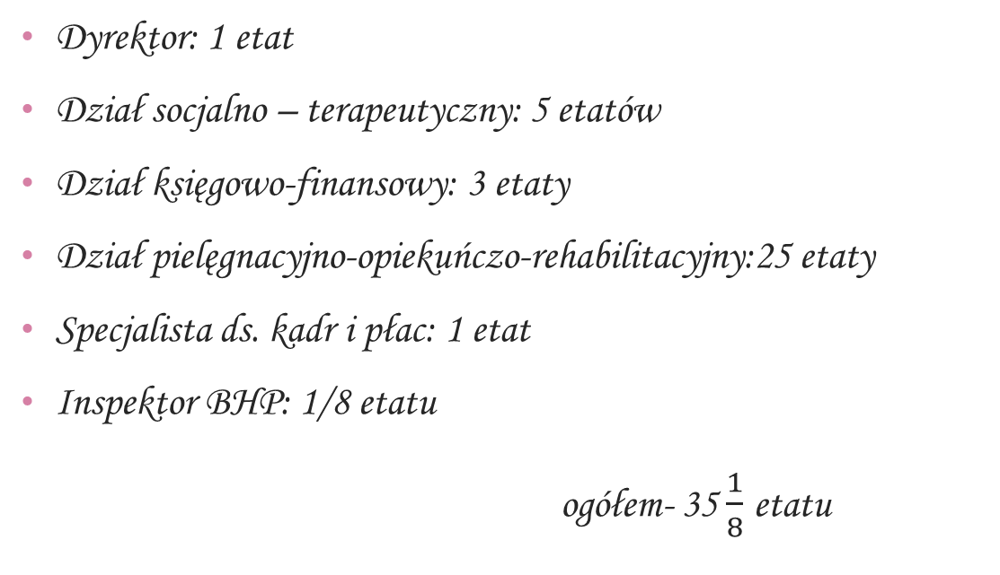 • Dyrektor: 1 etat
• Dział socjalno – terapeutyczny: 5 etatów
• Dział księgowo-finansowy: 3 etaty
• Dział pielęgnacyjno-opiekuńczo-rehabilitacyjny:25 etaty
• Specjalista ds. kadr i płac: 1 etat
• Inspektor BHP: 1/8 etatu
ogółem- 35 1/8 etatu